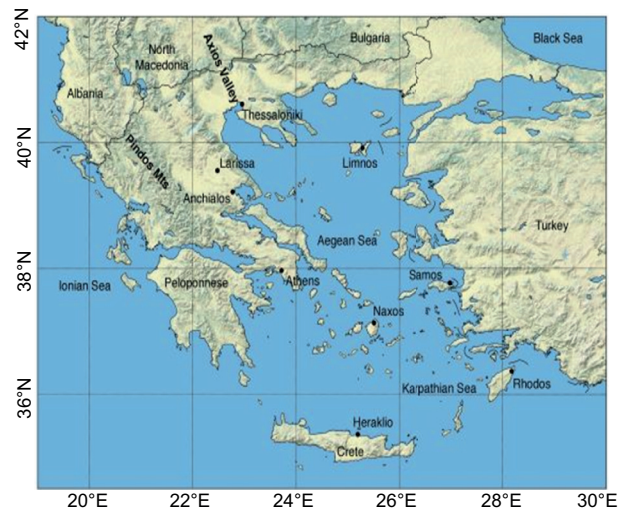 42°N
Bulgaria
Black Sea
North
Macedonia
Axios Valley
Albania
Thessaloniki
40°N
Pindos Mts
Larissa
Limnos
Anchialos
Turkey
Aegean Sea
38°N
Ionian Sea
Peloponnese
Athens
Samos
Naxos
36°N
Karpathian Sea
Rhodos
Heraklio
Crete
20°E
22°E
24°E
26°E
28°E
30°E